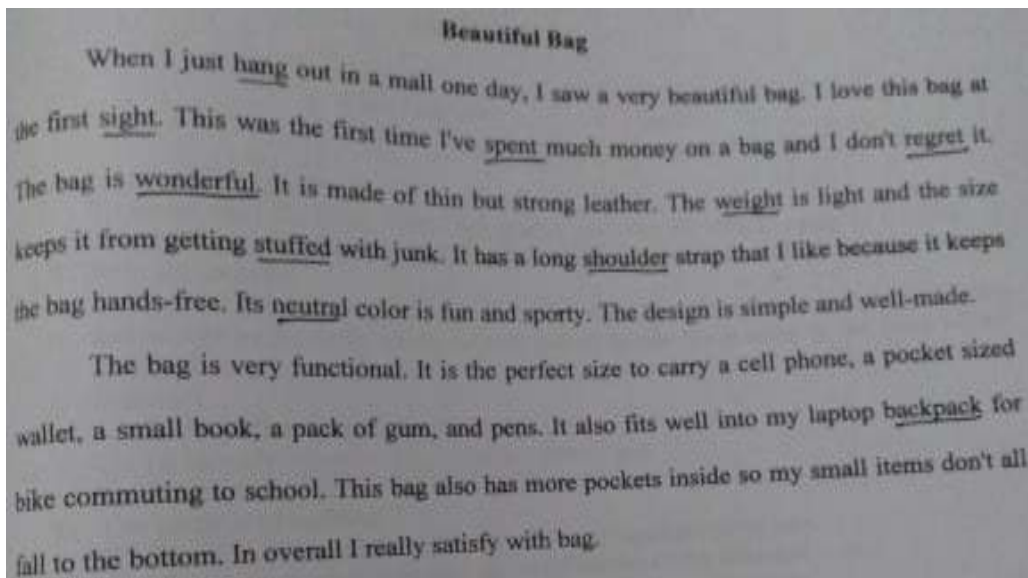 Beautiful Bag
When I just hang out in a mall one day, I saw a very beautiful bag. I love this bag at
the first sight. This was the first time I've spent much money on a bag and I don't regret it.
The bag is wonderful. It is made of thin but strong leather. The weight is light and the size
keeps it from getting stuffed with junk. It has a long shoulder strap that I like because it keeps
the bag hands-free. Its neutral color is fun and sporty. The design is simple and well-made.
The bag is very functional. It is the perfect size to carry a cell phone, a pocket sized
wallet, a small book, a pack of gum, and pens. It also fits well into my laptop backpack for
bike commuting to school. This bag also has more pockets inside so my small items don't all
fall to the bottom. In overall I really satisfy with bag.